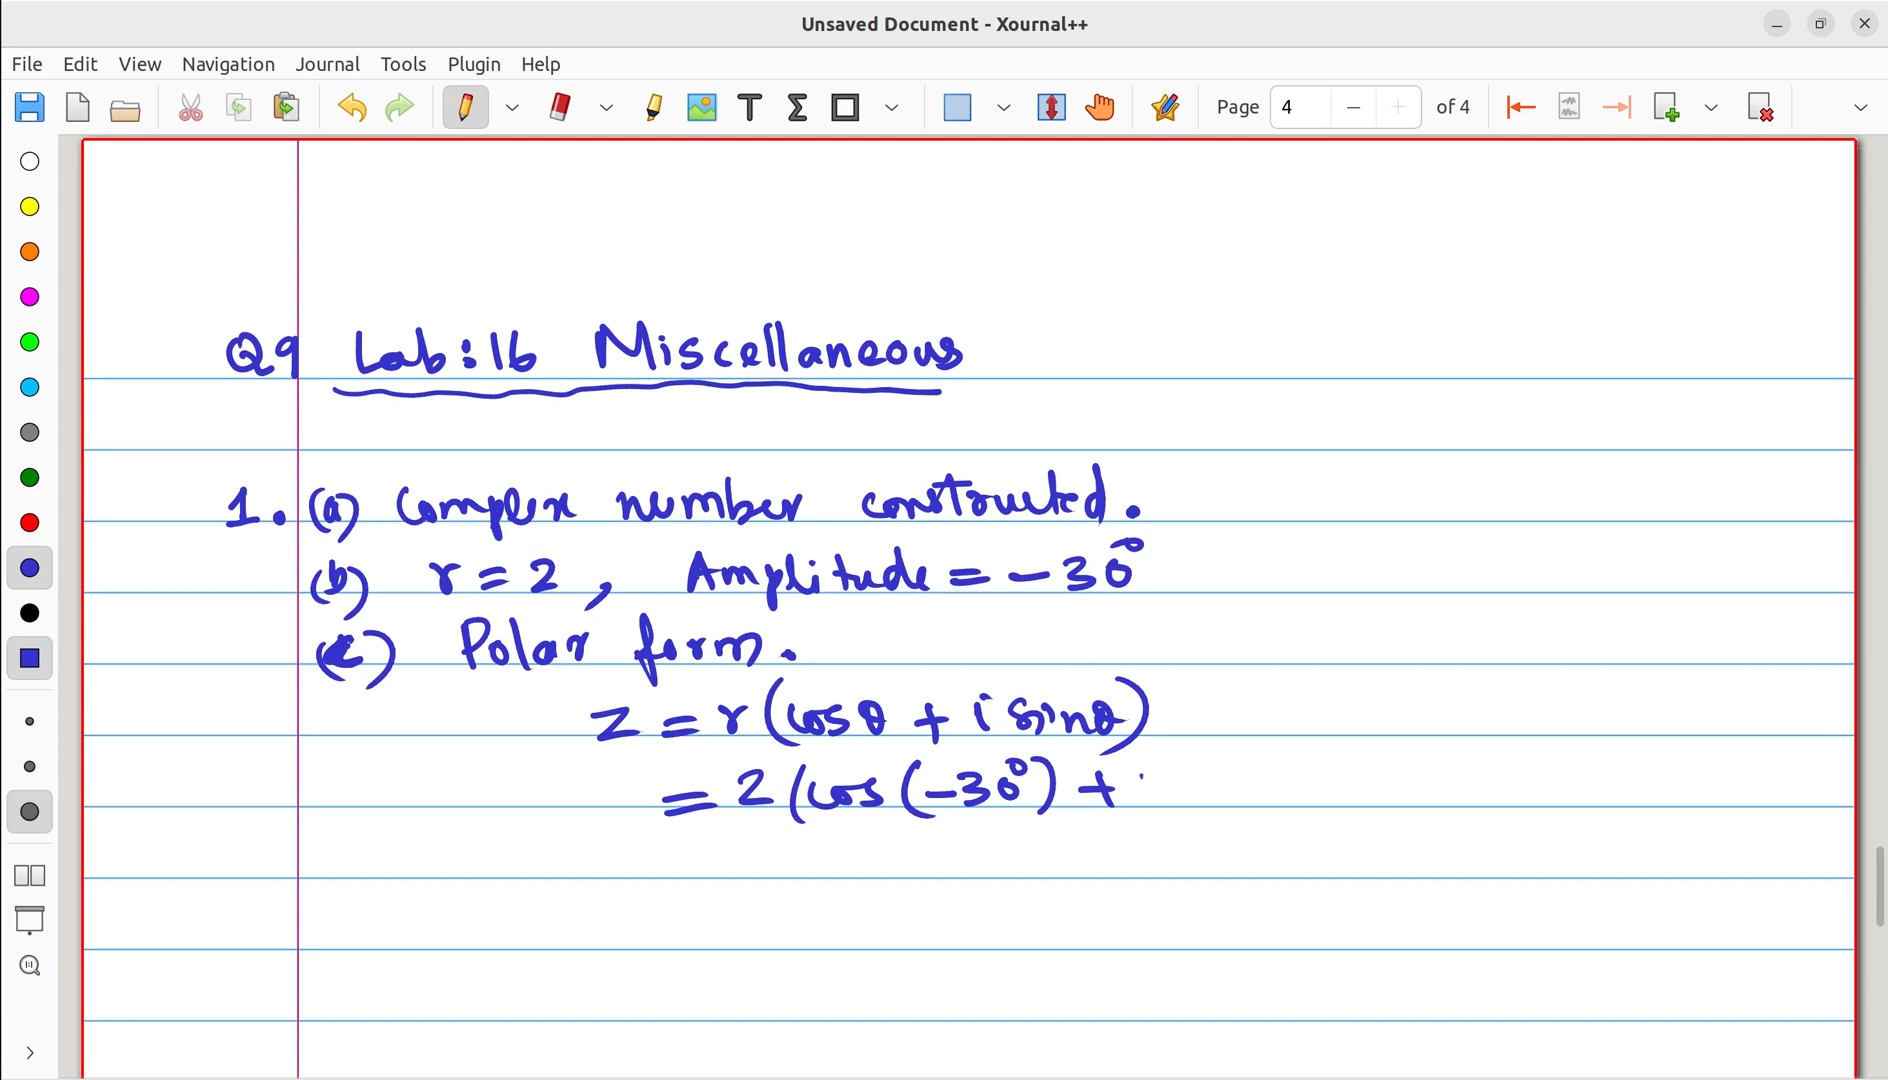 Unsaved Document - Xournal++
File Edit View Navigation Journal Tools Plugin Help
Page 4 of 4
Q9 Lab:16 Miscellaneous
1. (a) Complex number constructed.
(b) r = 2, Amplitude = -30°
(c) Polar form.
z = r(cosθ + i sinθ)
= 2(cos(-30°) +